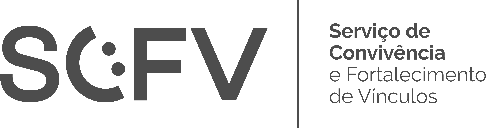 SCFV
Serviço de
Convivência
e Fortalecimento
de Vínculos